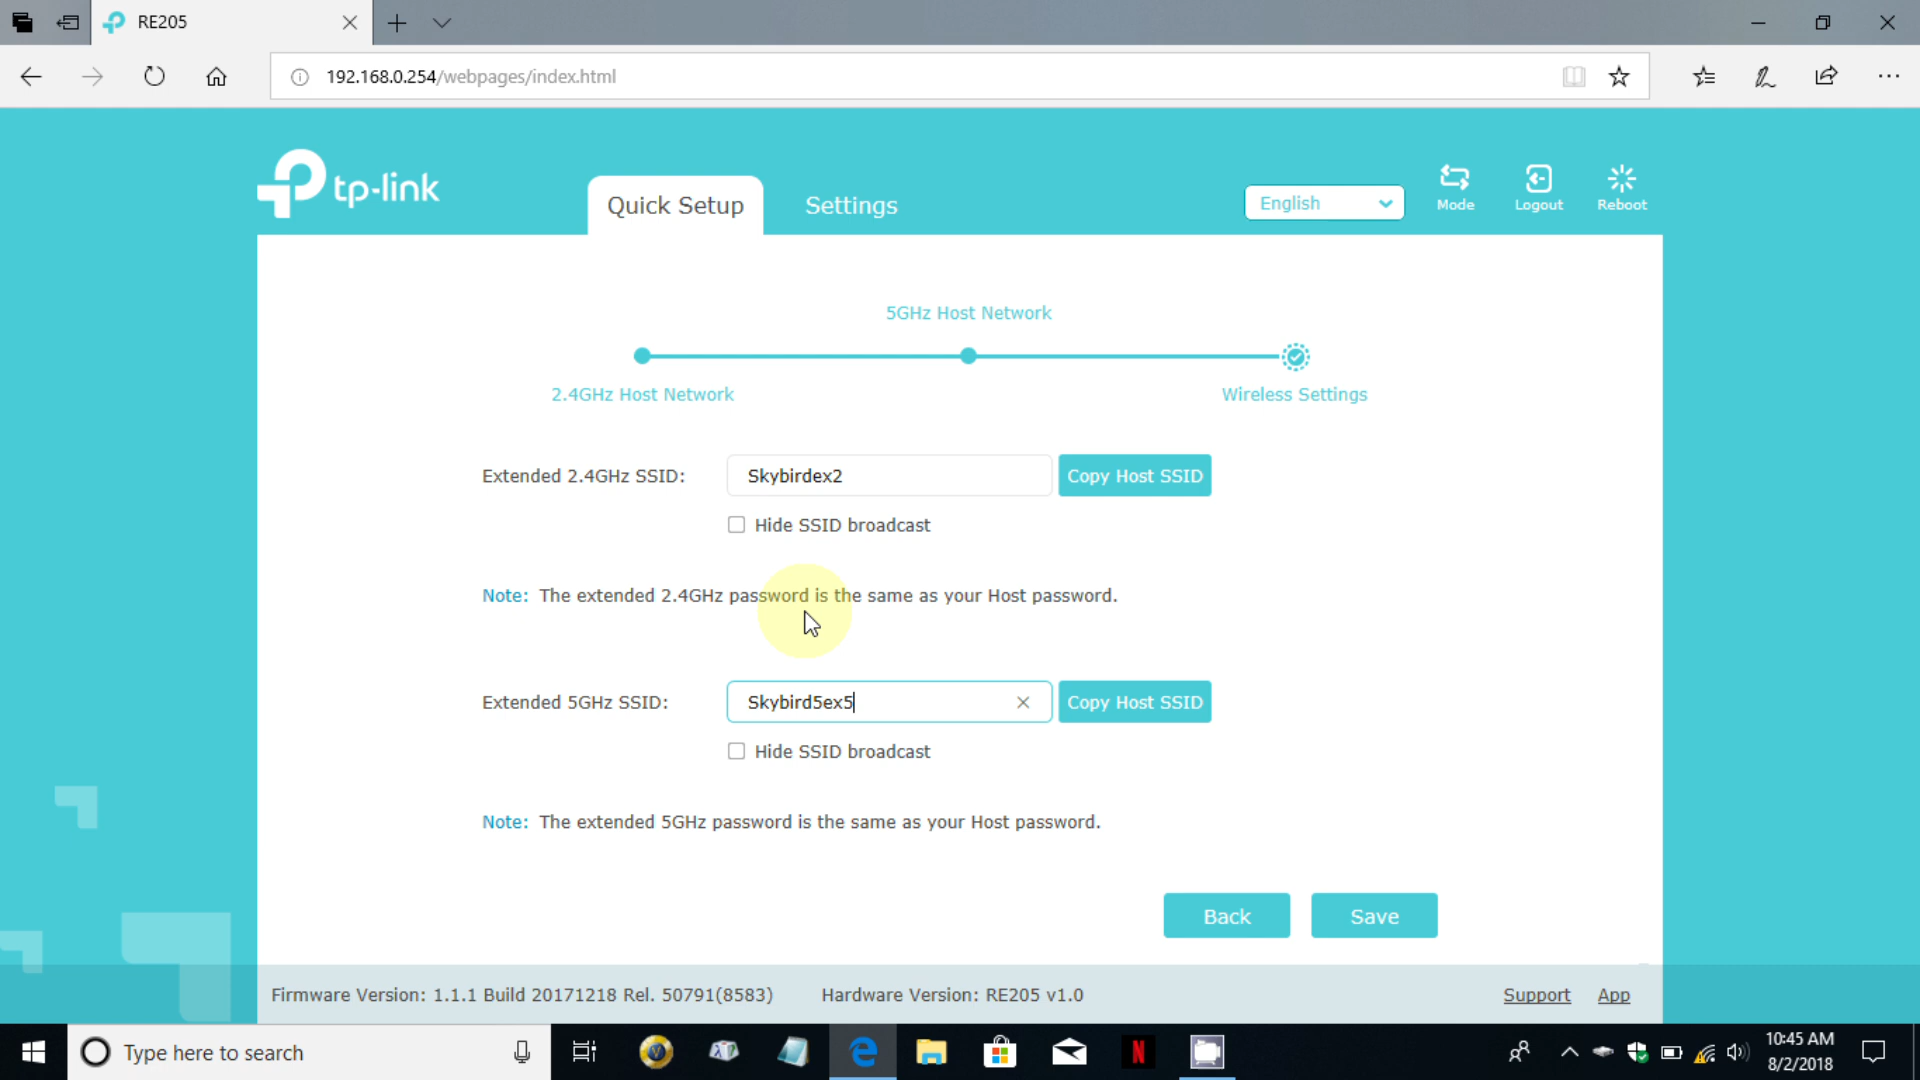 RE205
192.168.0.254/webpages/index.html
tp-link
Quick Setup
Settings
English
Mode
Logout
Reboot
5GHz Host Network
2.4GHz Host Network
Wireless Settings
Extended 2.4GHz SSID:
Skybirdex2
Copy Host SSID
Hide SSID broadcast
Note: The extended 2.4GHz password is the same as your Host password.
Extended 5GHz SSID:
Skybird5ex5
Copy Host SSID
Hide SSID broadcast
Note: The extended 5GHz password is the same as your Host password.
Back
Save
Firmware Version: 1.1.1 Build 20171218 Rel. 50791(8583)
Hardware Version: RE205 v1.0
Support
App
Type here to search
N
10:45 AM
8/2/2018